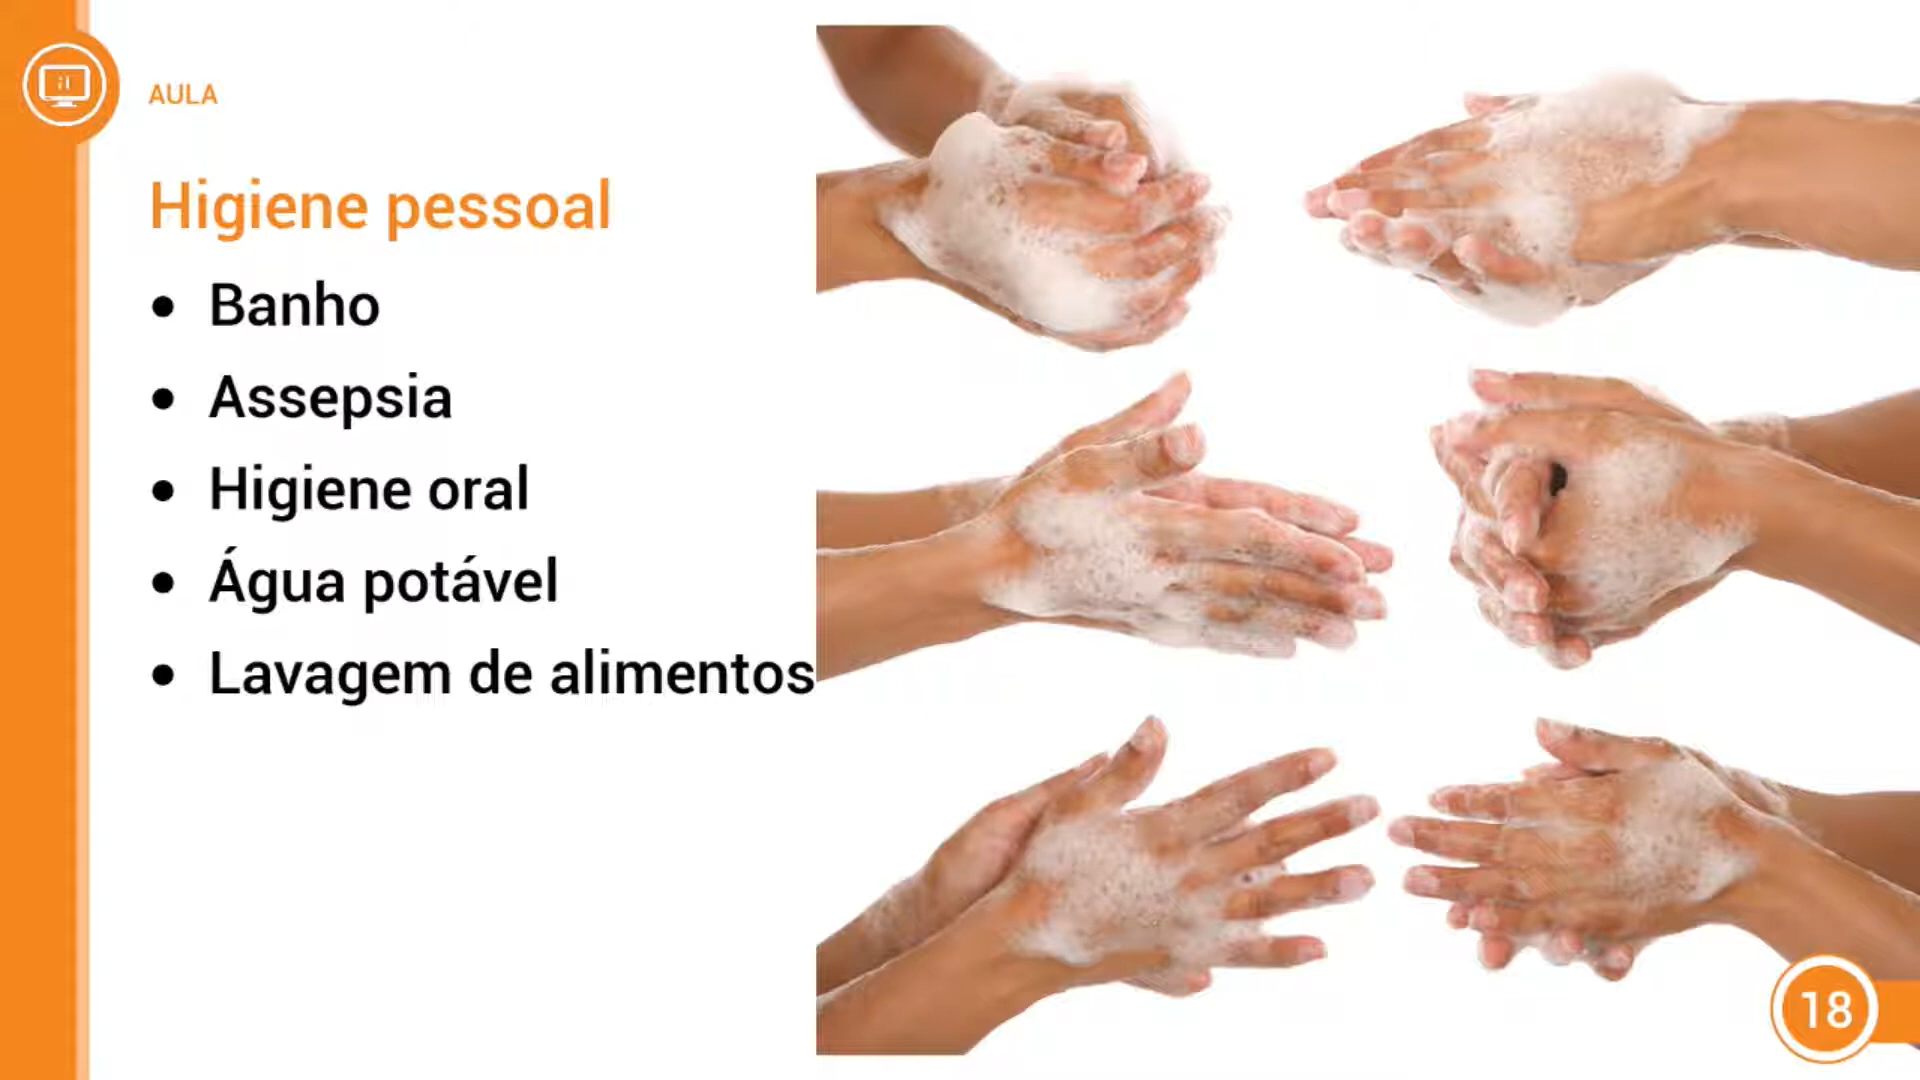 AULA
Higiene pessoal
• Banho
• Assepsia
• Higiene oral
• Água potável
• Lavagem de alimentos
18